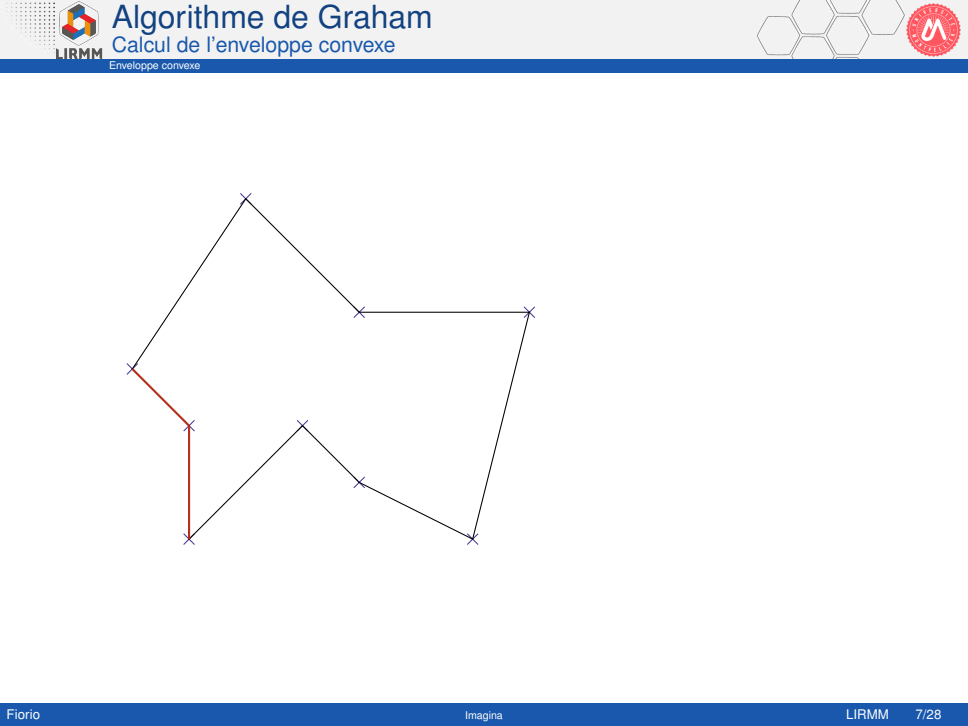 Algorithme de Graham
Calcul de l'enveloppe convexe
LIRMM
Enveloppe convexe
Fiorio
Imagina
LIRMM
7/28